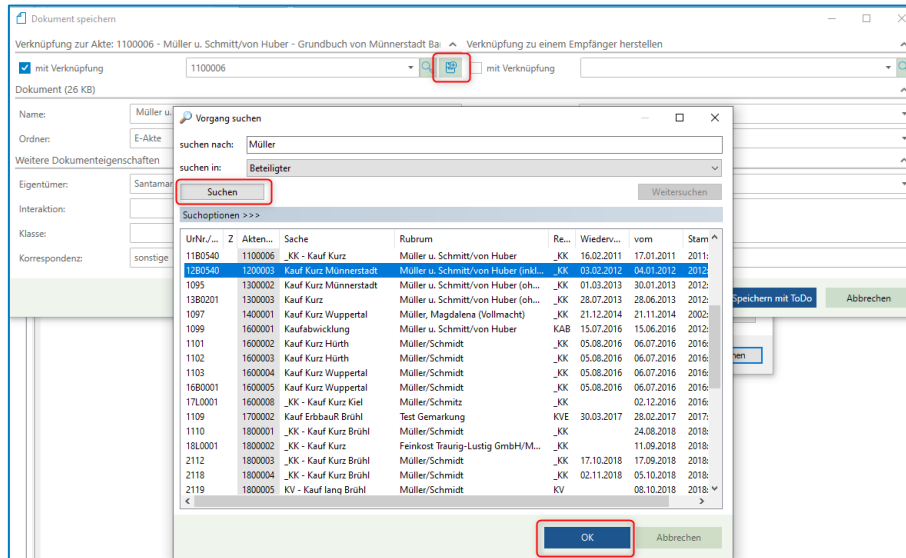 Dokument speichern
Verknüpfung zur Akte: 1100006 - Müller u. Schmitt/von Huber - Grundbuch von Münnerstadt Ba Verknüpfung zu einem Empfänger herstellen
mit Verknüpfung 1100006 mit Verknüpfung
Dokument (26 KB)
Name: Müller u.
Ordner: E-Akte
Weitere Dokumenteigenschaften
Eigentümer: Santamar
Interaktion:
Klasse:
Korrespondenz: sonstige
Speichern mit ToDo Abbrechen
Vorgang suchen
suchen nach: Müller
suchen in: Beteiligter
Suchen Weitersuchen
Suchoptionen >>>
UrNr./... Z Akten... Sache Rubrum Re... Wiederv... vom Stam
11B0540 1100006 _KK - Kauf Kurz Müller u. Schmitt/von Huber _KK 16.02.2011 17.01.2011 2011:
12B0540 1200003 Kauf Kurz Münnerstadt Müller u. Schmitt/von Huber (inkl... _KK 03.02.2012 04.01.2012 2012:
1095 1300002 Kauf Kurz Münnerstadt Müller u. Schmitt/von Huber (oh... _KK 01.03.2013 30.01.2013 2012:
13B0201 1300003 Kauf Kurz Müller u. Schmitt/von Huber (oh... _KK 28.07.2013 28.06.2013 2012:
1097 1400001 Kauf Kurz Wuppertal Müller, Magdalena (Vollmacht) _KK 21.12.2014 21.11.2014 2002:
1099 1600001 Kaufabwicklung Müller u. Schmitt/von Huber KAB 15.07.2016 15.06.2016 2012:
1101 1600002 Kauf Kurz Hürth Müller/Schmidt _KK 05.08.2016 06.07.2016 2016:
1102 1600003 Kauf Kurz Hürth Müller/Schmidt _KK 05.08.2016 06.07.2016 2016:
1103 1600004 Kauf Kurz Wuppertal Müller/Schmidt _KK 05.08.2016 06.07.2016 2016:
16B0001 1600005 Kauf Kurz Wuppertal Müller/Schmidt _KK 05.08.2016 06.07.2016 2016:
17L0001 1600008 _KK - Kauf Kurz Kiel Müller/Schmitz _KK 02.12.2016 2016:
1109 1700002 Kauf ErbbauR Brühl Test Gemarkung KVE 30.03.2017 28.02.2017 2017:
1110 1800001 _KK - Kauf Kurz Brühl Müller/Schmidt _KK 24.08.2018 2018:
18L0001 1800002 _KK - Kauf Kurz Feinkost Traurig-Lustig GmbH/M... _KK 11.09.2018 2018:
2112 1800003 _KK - Kauf Kurz Brühl Müller/Schmidt _KK 17.10.2018 17.09.2018 2018:
2118 1800004 _KK - Kauf Kurz Brühl Müller/Schmidt _KK 02.11.2018 05.10.2018 2018:
2119 1800005 KV - Kauf lang Brühl Müller/Schmidt KV 08.10.2018 2018:
OK Abbrechen